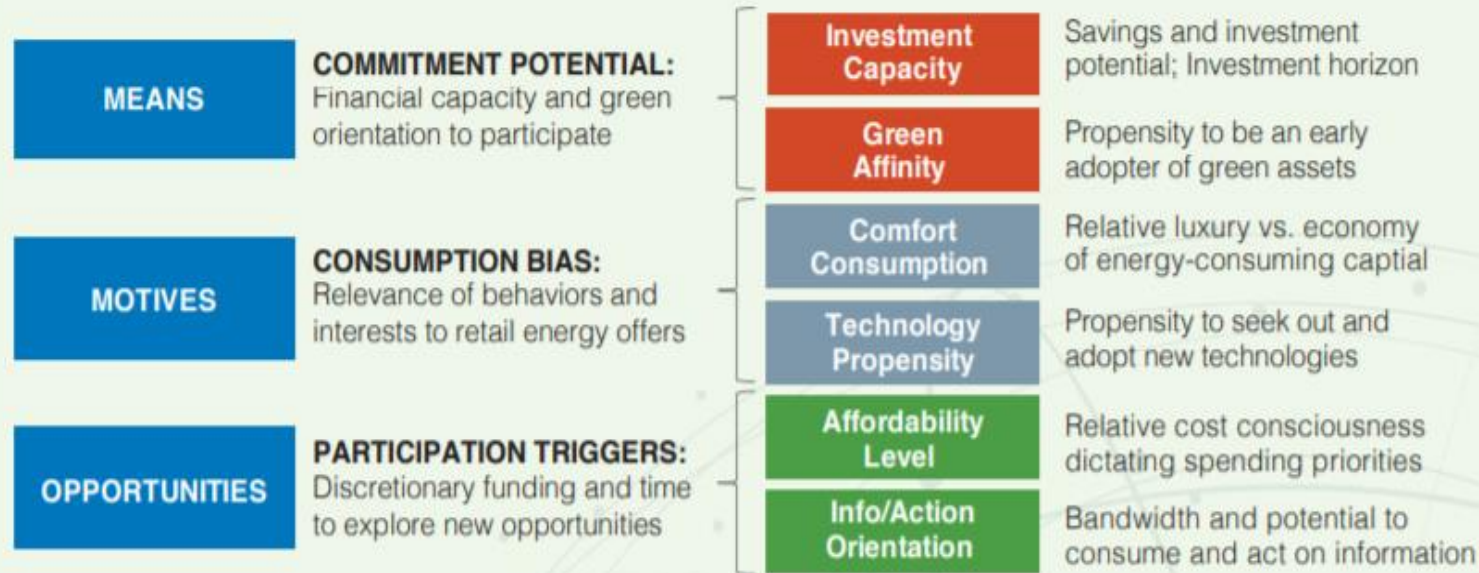 MEANS
COMMITMENT POTENTIAL:
Financial capacity and green
orientation to participate
Investment
Capacity
Savings and investment
potential; Investment horizon
Green
Affinity
Propensity to be an early
adopter of green assets
MOTIVES
CONSUMPTION BIAS:
Relevance of behaviors and
interests to retail energy offers
Comfort
Consumption
Relative luxury vs. economy
of energy-consuming captial
Technology
Propensity
Propensity to seek out and
adopt new technologies
OPPORTUNITIES
PARTICIPATION TRIGGERS:
Discretionary funding and time
to explore new opportunities
Affordability
Level
Relative cost consciousness
dictating spending priorities
Info/Action
Orientation
Bandwidth and potential to
consume and act on information